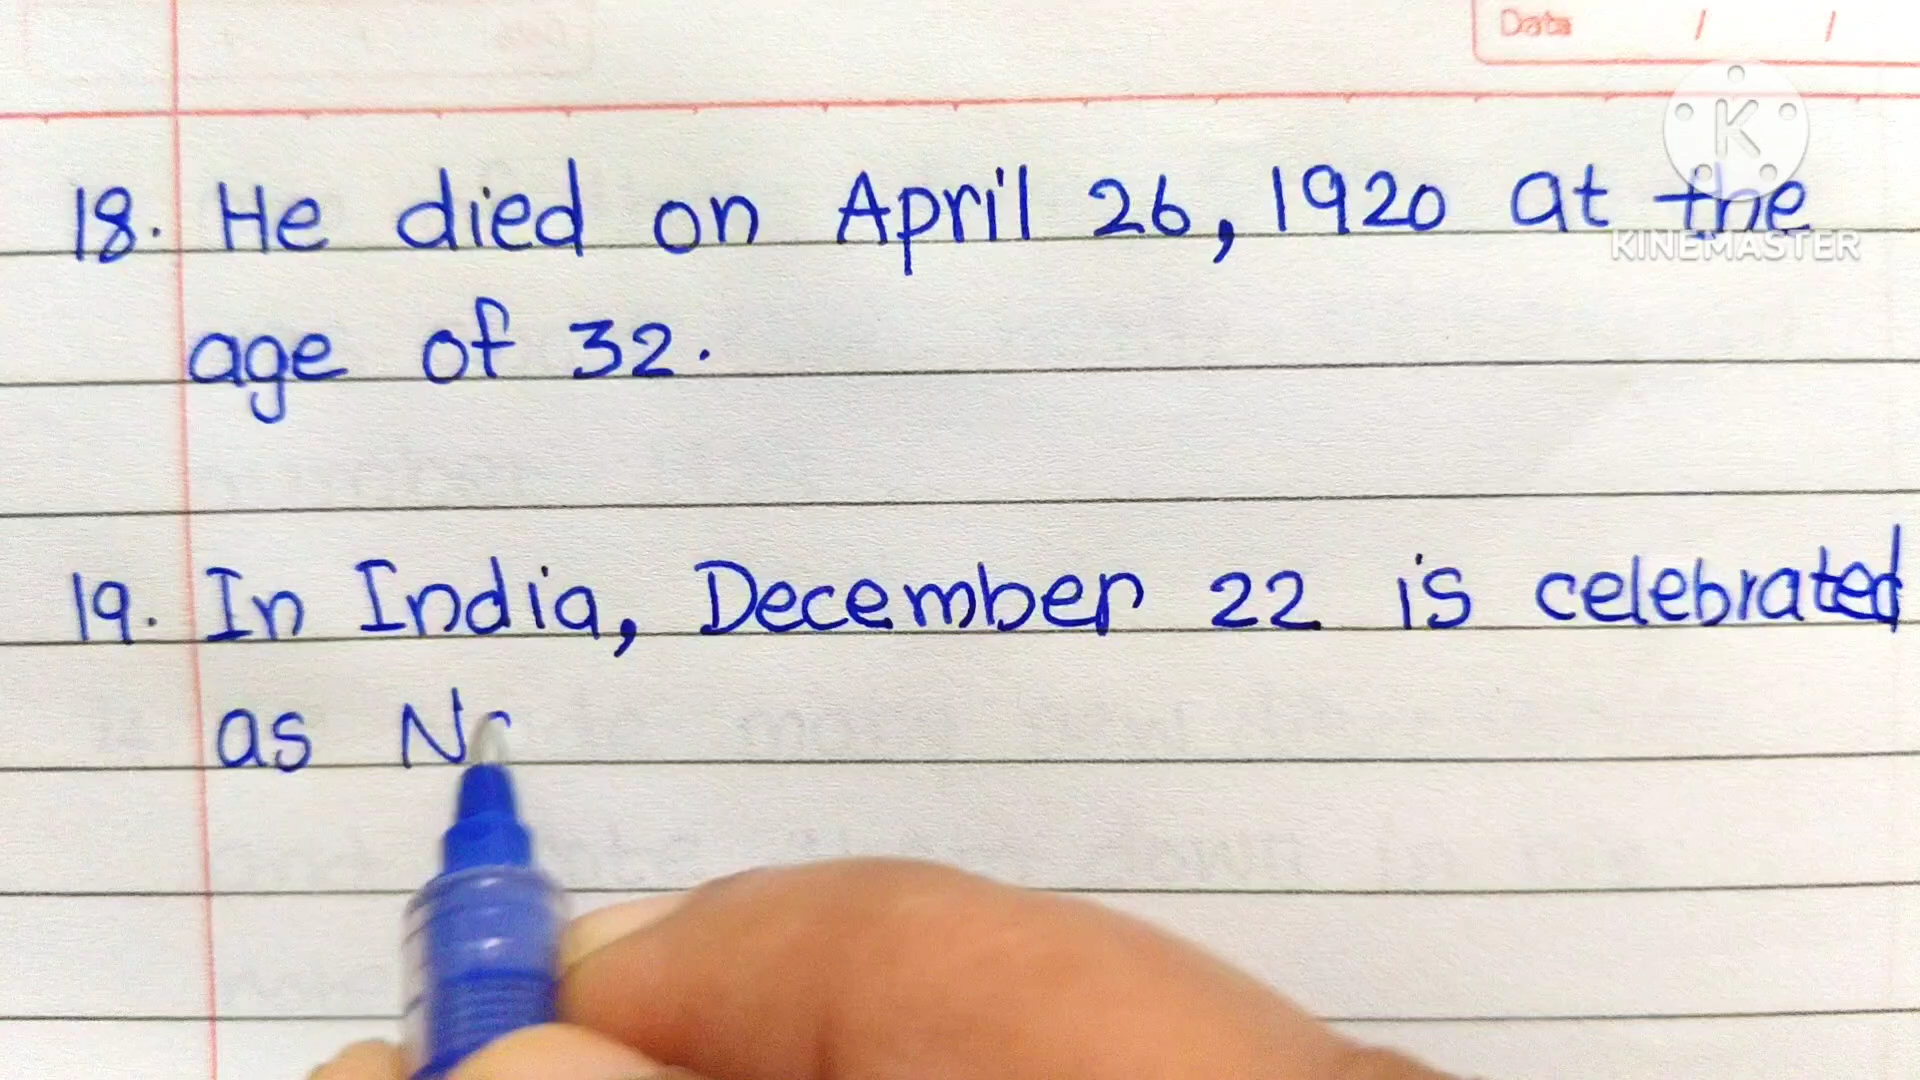 Data / /
K
KINEMASTER
18. He died on April 26, 1920 at the
age of 32.
19. In India, December 22 is celebrated
as